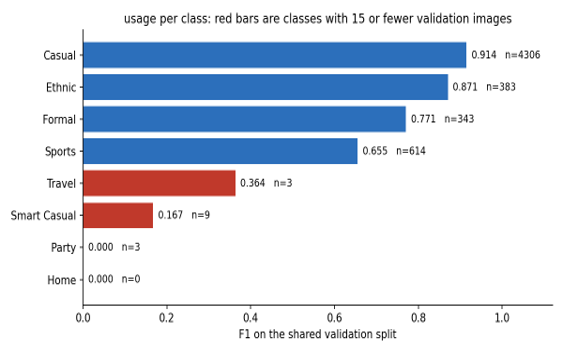 usage per class: red bars are classes with 15 or fewer validation images
Casual 0.914 n=4306
Ethnic 0.871 n=383
Formal 0.771 n=343
Sports 0.655 n=614
Travel 0.364 n=3
Smart Casual 0.167 n=9
Party 0.000 n=3
Home 0.000 n=0
0.0 0.2 0.4 0.6 0.8 1.0
F1 on the shared validation split